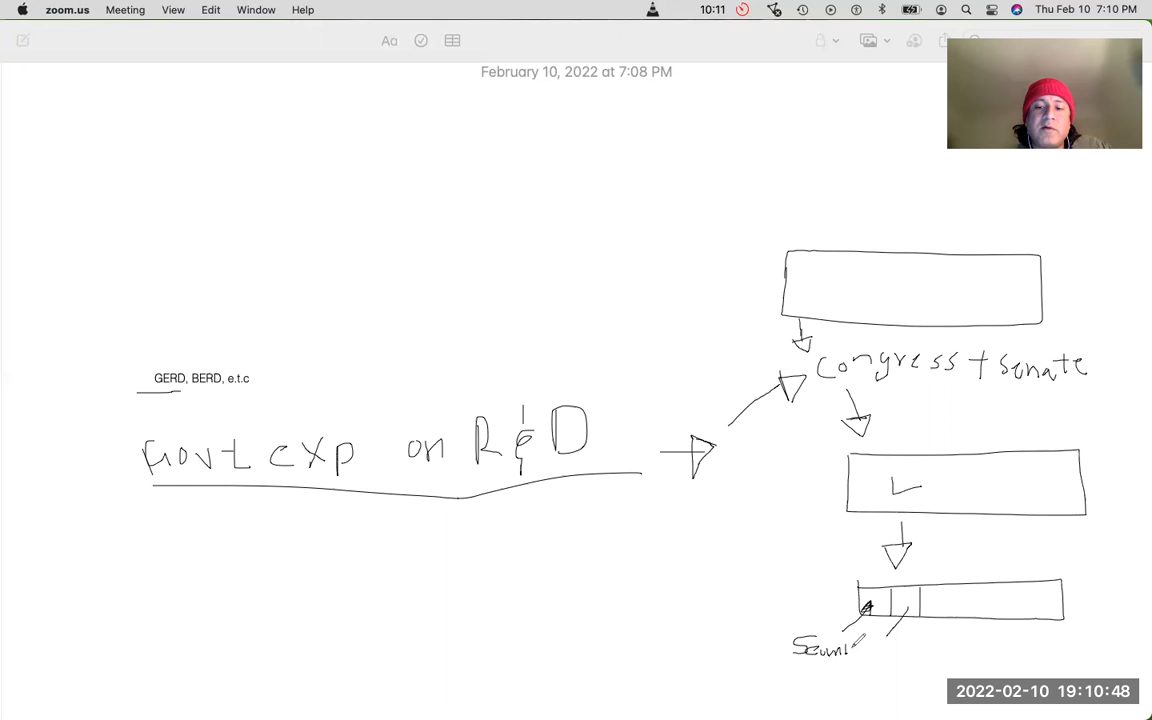 zoom.us Meeting View Edit Window Help 10:11 Thu Feb 10 7:10 PM
Aa
February 10, 2022 at 7:08 PM
Congress + Senate
GERD, BERD, e.t.c
Govt exp on R & D
2022-02-10 19:10:48